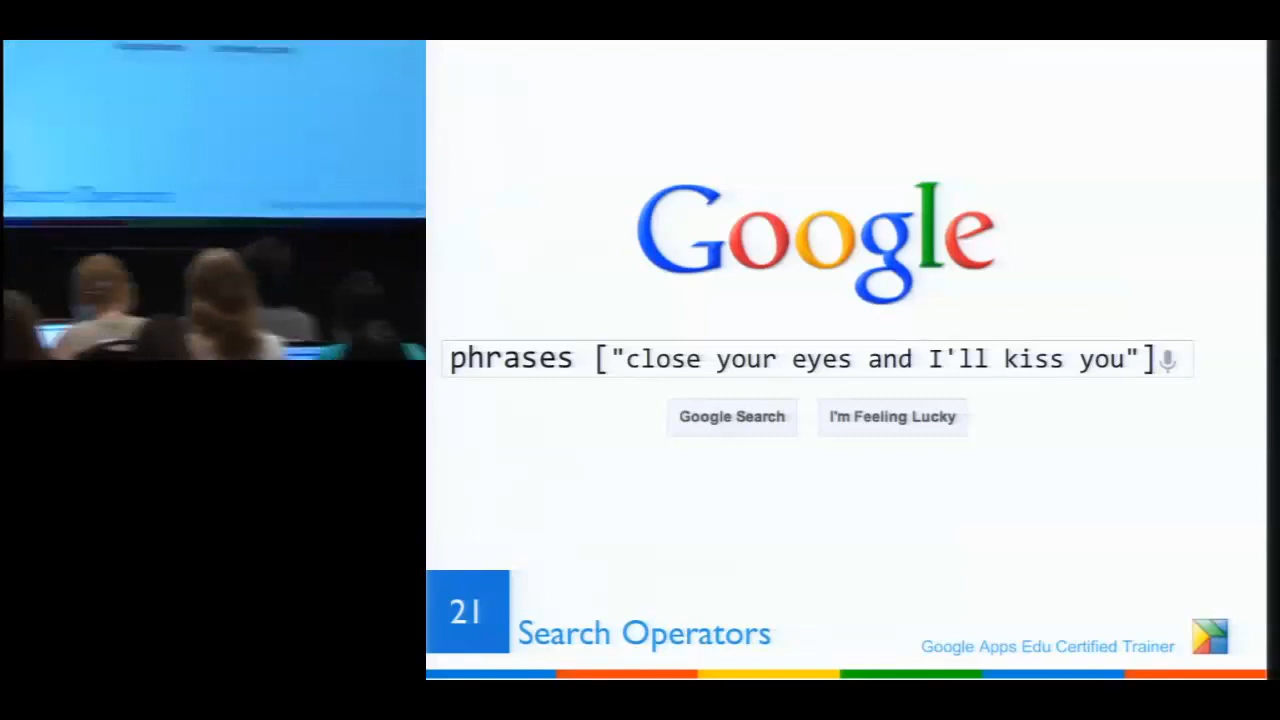 Google
phrases ["close your eyes and I'll kiss you"]
Google Search
I'm Feeling Lucky
21
Search Operators
Google Apps Edu Certified Trainer